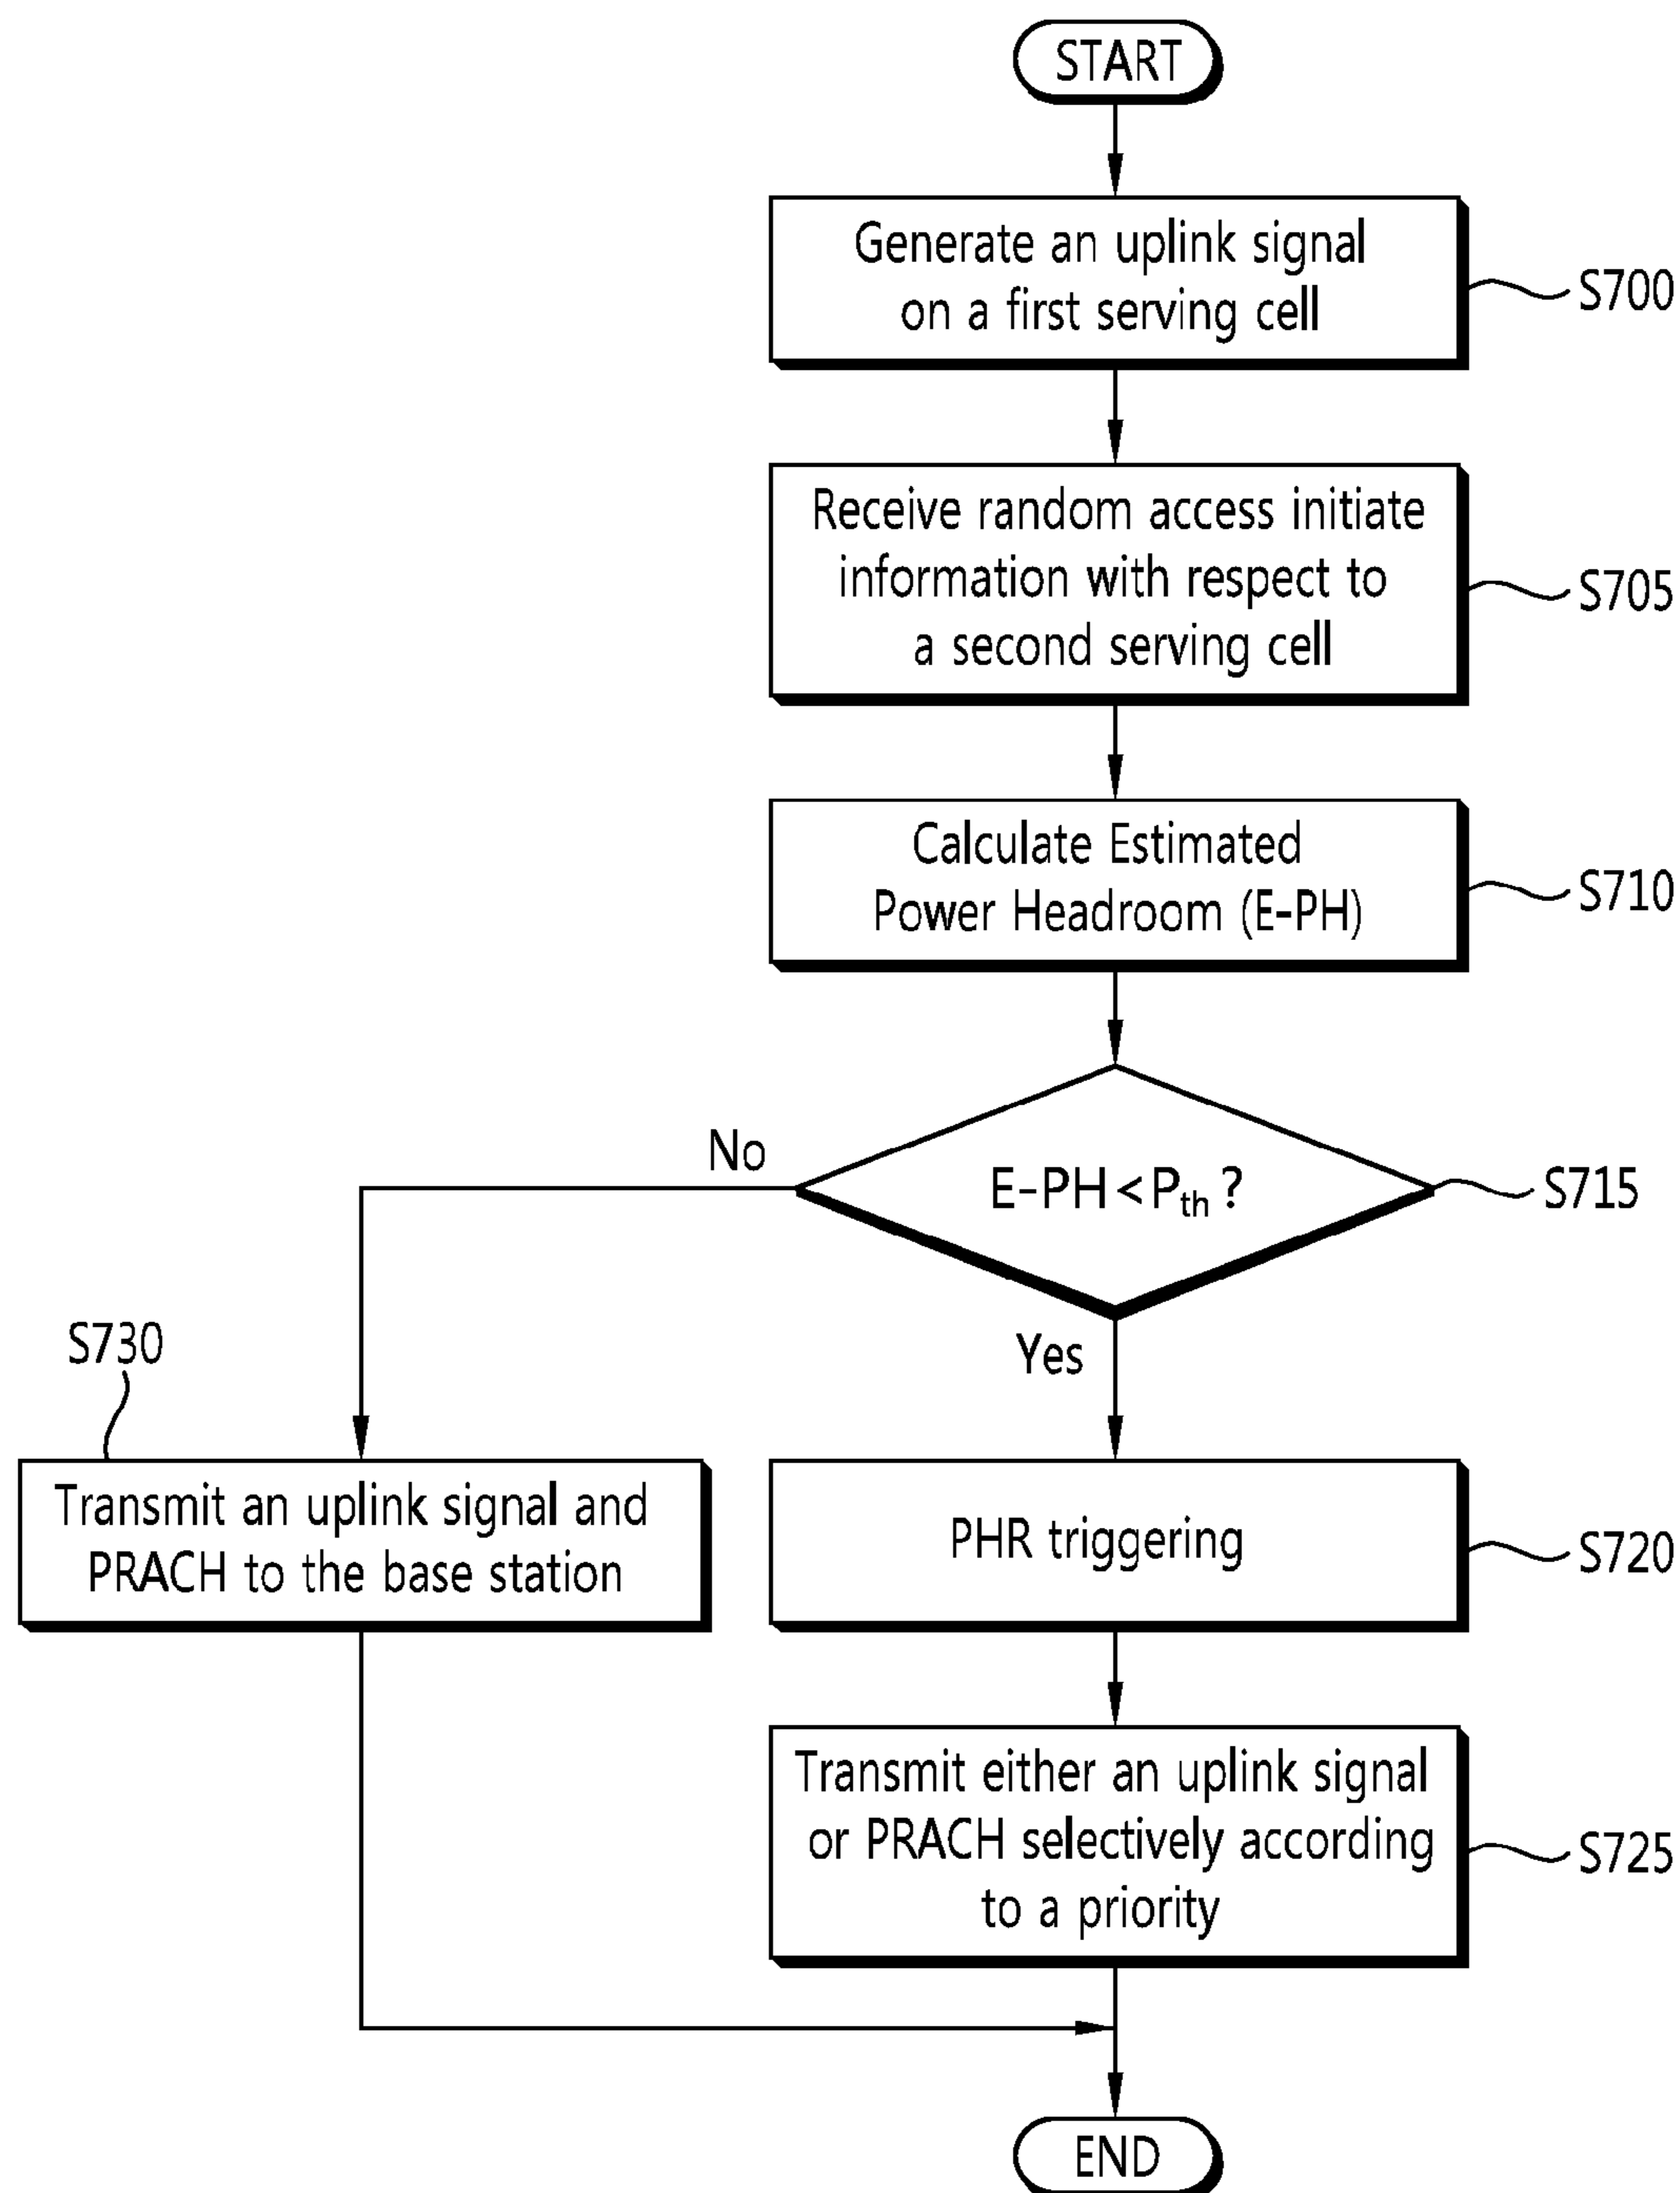 START
Generate an uplink signal
on a first serving cell
S700
Receive random access initiate
information with respect to
a second serving cell
S705
Calculate Estimated
Power Headroom (E-PH)
S710
No
E-PH<Pth ?
S715
S730
Yes
Transmit an uplink signal and
PRACH to the base station
PHR triggering
S720
Transmit either an uplink signal
or PRACH selectively according
to a priority
S725
END